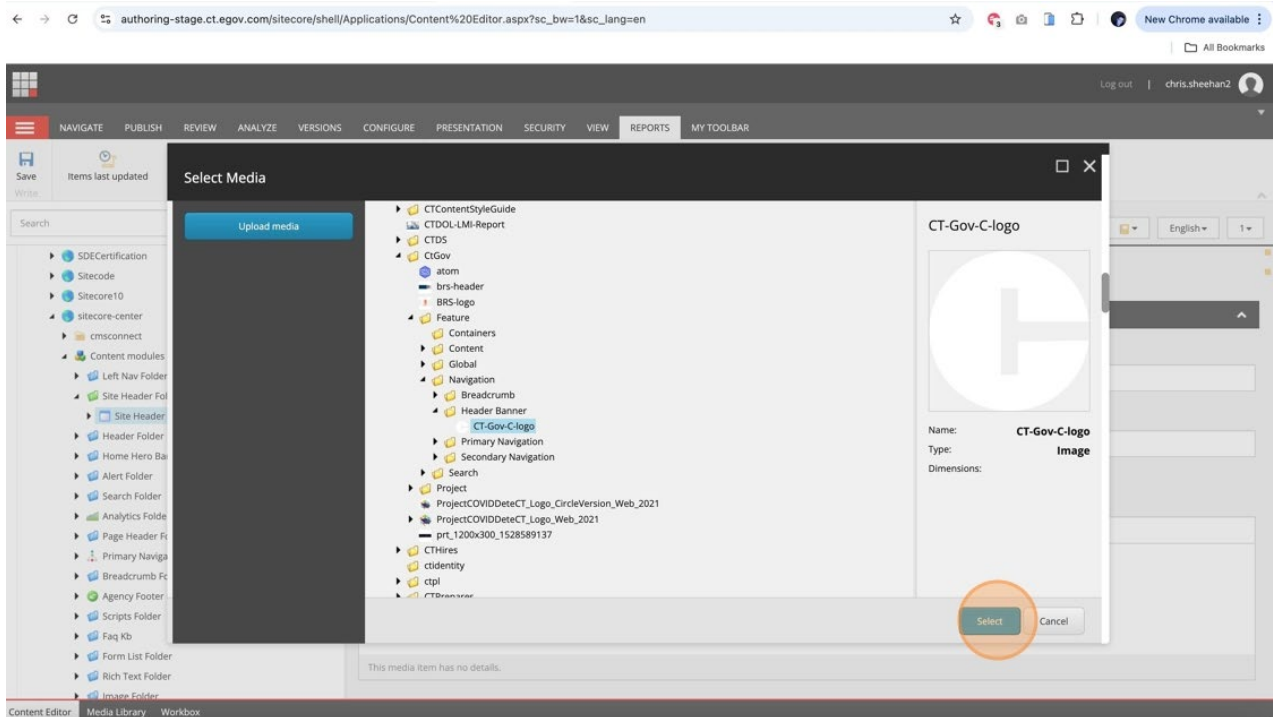 authoring-stage.ct.egov.com/sitecore/shell/Applications/Content%20Editor.aspx?sc_bw=1&sc_lang=en
New Chrome available
All Bookmarks
Log out | chris.sheehan2
NAVIGATE PUBLISH REVIEW ANALYZE VERSIONS CONFIGURE PRESENTATION SECURITY VIEW REPORTS MY TOOLBAR
Save
Write
Items last updated
Search
SDECertification
Sitecode
Sitecore10
sitecore-center
cmsconnect
Content modules
Left Nav Folder
Site Header Fol
Site Header
Header Folder
Home Hero Ba
Alert Folder
Search Folder
Analytics Folde
Page Header Fo
Primary Naviga
Breadcrumb Fo
Agency Footer
Scripts Folder
Faq Kb
Form List Folder
Rich Text Folder
Image Folder
Select Media
Upload media
CTContentStyleGuide
CTDOL-LMI-Report
CTDS
CtGov
atom
brs-header
BRS-logo
Feature
Containers
Content
Global
Navigation
Breadcrumb
Header Banner
CT-Gov-C-logo
Primary Navigation
Secondary Navigation
Search
Project
ProjectCOVIDDeteCT_Logo_CircleVersion_Web_2021
ProjectCOVIDDeteCT_Logo_Web_2021
prt_1200x300_1528589137
CTHires
ctidentity
ctpl
CTPrepares
CT-Gov-C-logo
Name: CT-Gov-C-logo
Type: Image
Dimensions:
Select Cancel
English 1
This media item has no details.
Content Editor Media Library Workbox